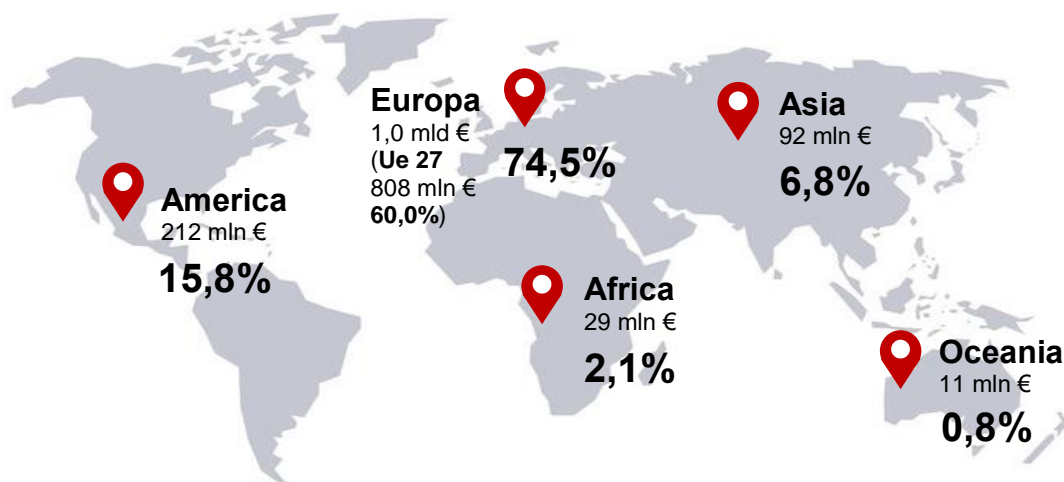 Europa
1,0 mld €
(Ue 27
808 mln €
60,0%)
74,5%
Asia
92 mln €
6,8%
America
212 mln €
15,8%
Africa
29 mln €
2,1%
Oceania
11 mln €
0,8%